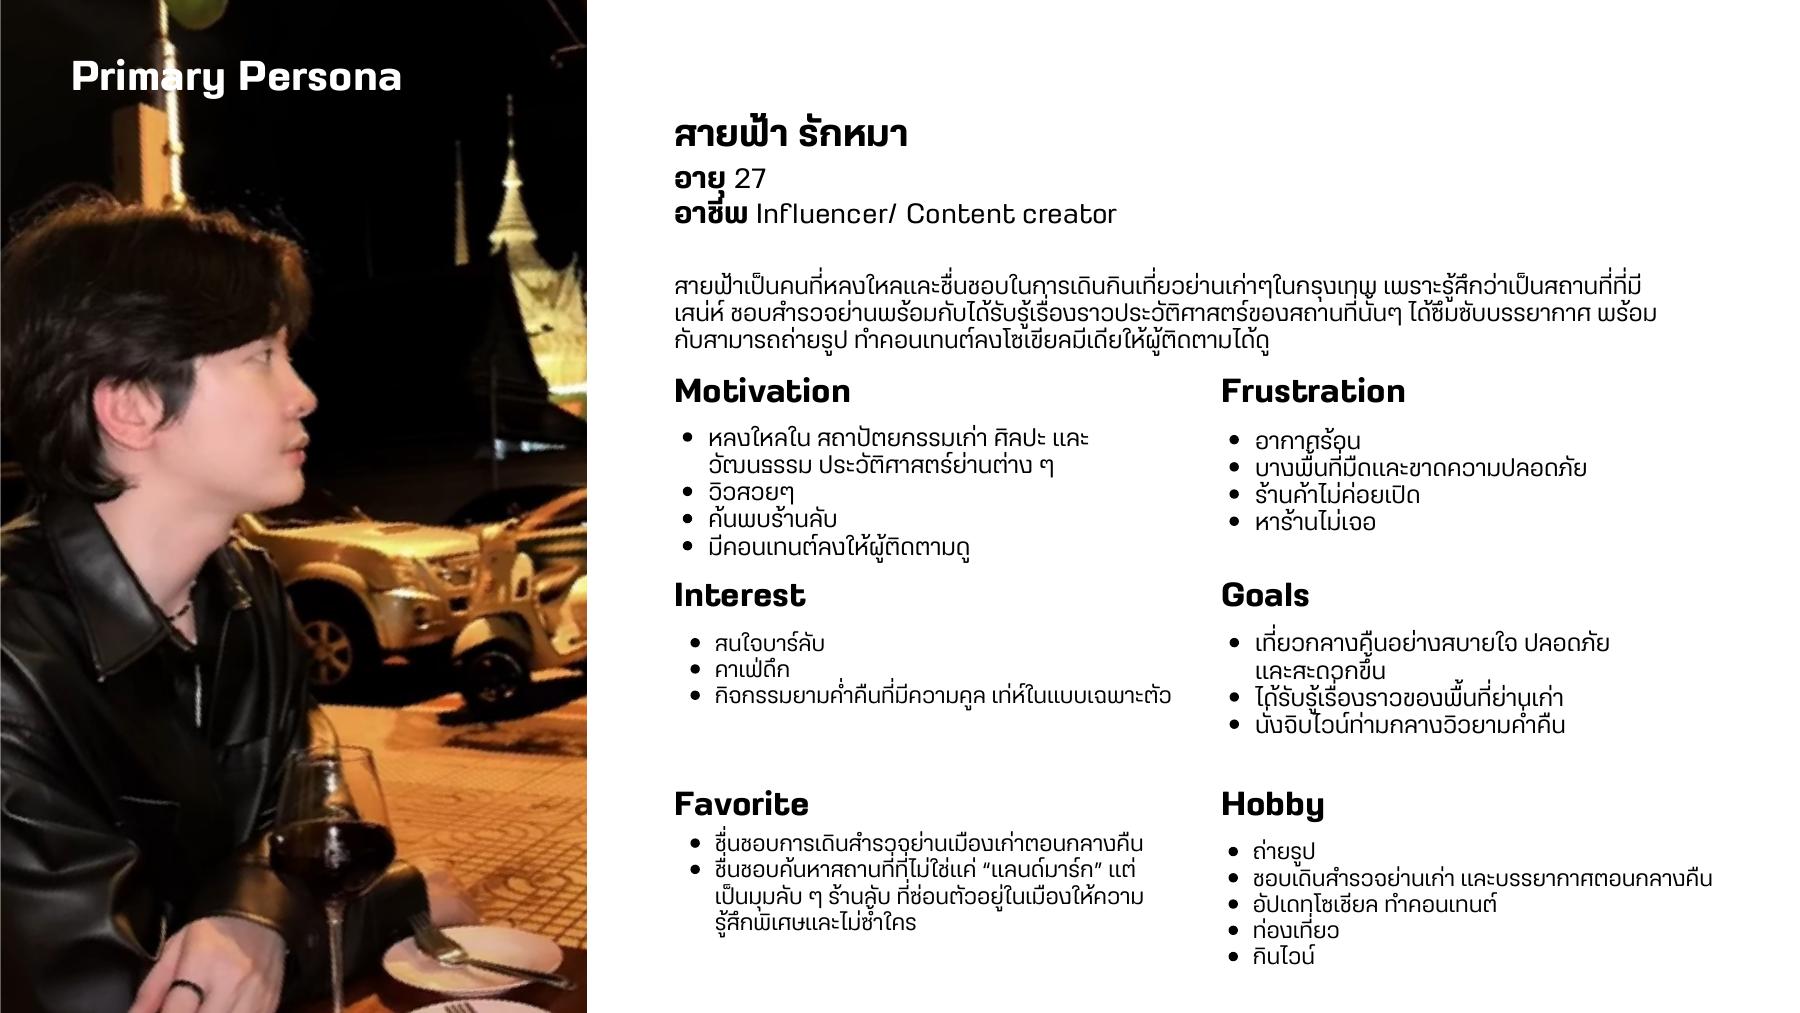 Primary Persona
สายฟ้า รักหมา
อายุ 27
อาชีพ Influencer/ Content creator
สายฟ้าเป็นคนที่หลงใหลและชื่นชอบในการเดินกินเที่ยวย่านเก่าๆในกรุงเทพ เพราะรู้สึกว่าเป็นสถานที่ที่มี
เสน่ห์ ชอบสำรวจย่านพร้อมกับได้รับรู้เรื่องราวประวัติศาสตร์ของสถานที่นั้นๆ ได้ซึมซับบรรยากาศ พร้อม
กับสามารถถ่ายรูป ทำคอนเทนต์ลงโซเขียลมีเดียให้ผู้ติดตามได้ดู
Motivation
หลงใหลใน สถาปัตยกรรมเก่า ศิลปะ และ
วัฒนธรรม ประวัติศาสตร์ย่านต่าง ๆ
วิวสวยๆ
ค้นพบร้านลับ
มีคอนเทนต์ลงให้ผู้ติดตามดู
Frustration
อากาศร้อน
บางพื้นที่มืดและขาดความปลอดภัย
ร้านค้าไม่ค่อยเปิด
หาร้านไม่เจอ
Interest
สนใจบาร์ลับ
คาเฟ่ดึก
กิจกรรมยามค่ำคืนที่มีความคูล เท่ห์ในแบบเฉพาะตัว
Goals
เที่ยวกลางคืนอย่างสบายใจ ปลอดภัย
และสะดวกขึ้น
ได้รับรู้เรื่องราวของพื้นที่ย่านเก่า
นั่งจิบไวน์ท่ามกลางวิวยามค่ำคืน
Favorite
ชื่นชอบการเดินสำรวจย่านเมืองเก่าตอนกลางคืน
ชื่นชอบค้นหาสถานที่ที่ไม่ใช่แค่ “แลนด์มาร์ก” แต่
เป็นมุมลับ ๆ ร้านลับ ที่ซ่อนตัวอยู่ในเมืองให้ความ
รู้สึกพิเศษและไม่ซ้ำใคร
Hobby
ถ่ายรูป
ชอบเดินสำรวจย่านเก่า และบรรยากาศตอนกลางคืน
อัปเดทโซเชียล ทำคอนเทนต์
ท่องเที่ยว
กินไวน์